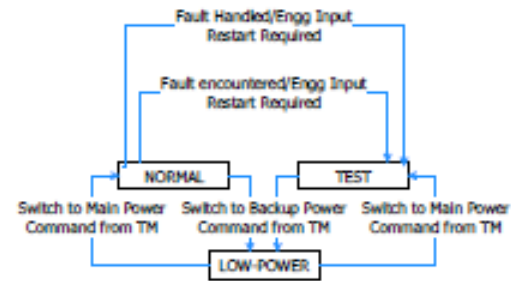 Fault Handled/Engg Input
Restart Required
Fault encountered/Engg Input
Restart Required
NORMAL
TEST
Switch to Main Power
Command from TM
Switch to Backup Power
Command from TM
Switch to Main Power
Command from TM
LOW-POWER